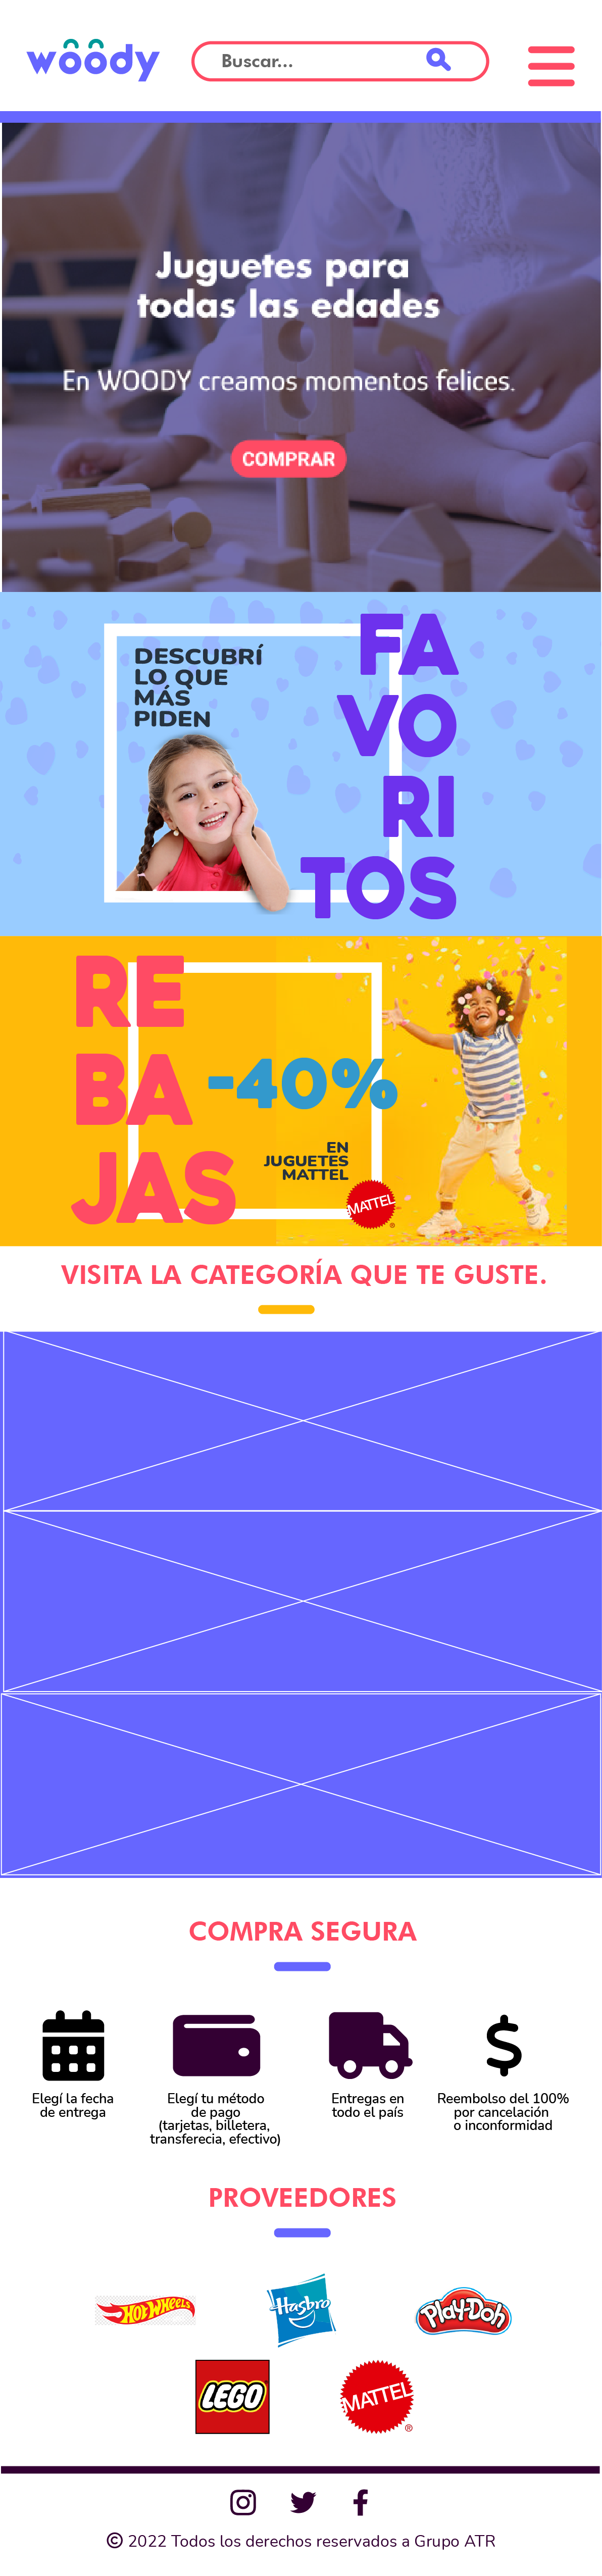 woody
Buscar...
Juguetes para
todas las edades
En WOODY creamos momentos felices.
COMPRAR
DESCUBRÍ
LO QUE
MÁS
PIDEN
FA
VO
RI
TOS
RE
BA
JAS
-40%
EN
JUGUETES
MATTEL
MATTEL
®
VISITA LA CATEGORÍA QUE TE GUSTE.
COMPRA SEGURA
Elegí la fecha
de entrega
Elegí tu método
de pago
(tarjetas, billetera,
transferecia, efectivo)
Entregas en
todo el país
Reembolso del 100%
por cancelación
o inconformidad
PROVEEDORES
HOT WHEELS
Hasbro
PLAY-DOH
LEGO
MATTEL
®
© 2022 Todos los derechos reservados a Grupo ATR